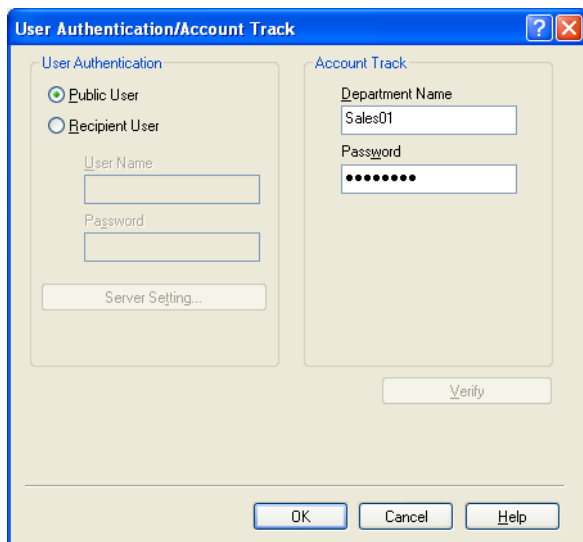 User Authentication/Account Track
User Authentication
Public User
Recipient User
User Name
Password
Server Setting...
Account Track
Department Name
Sales01
Password
••••••••
Verify
OK
Cancel
Help